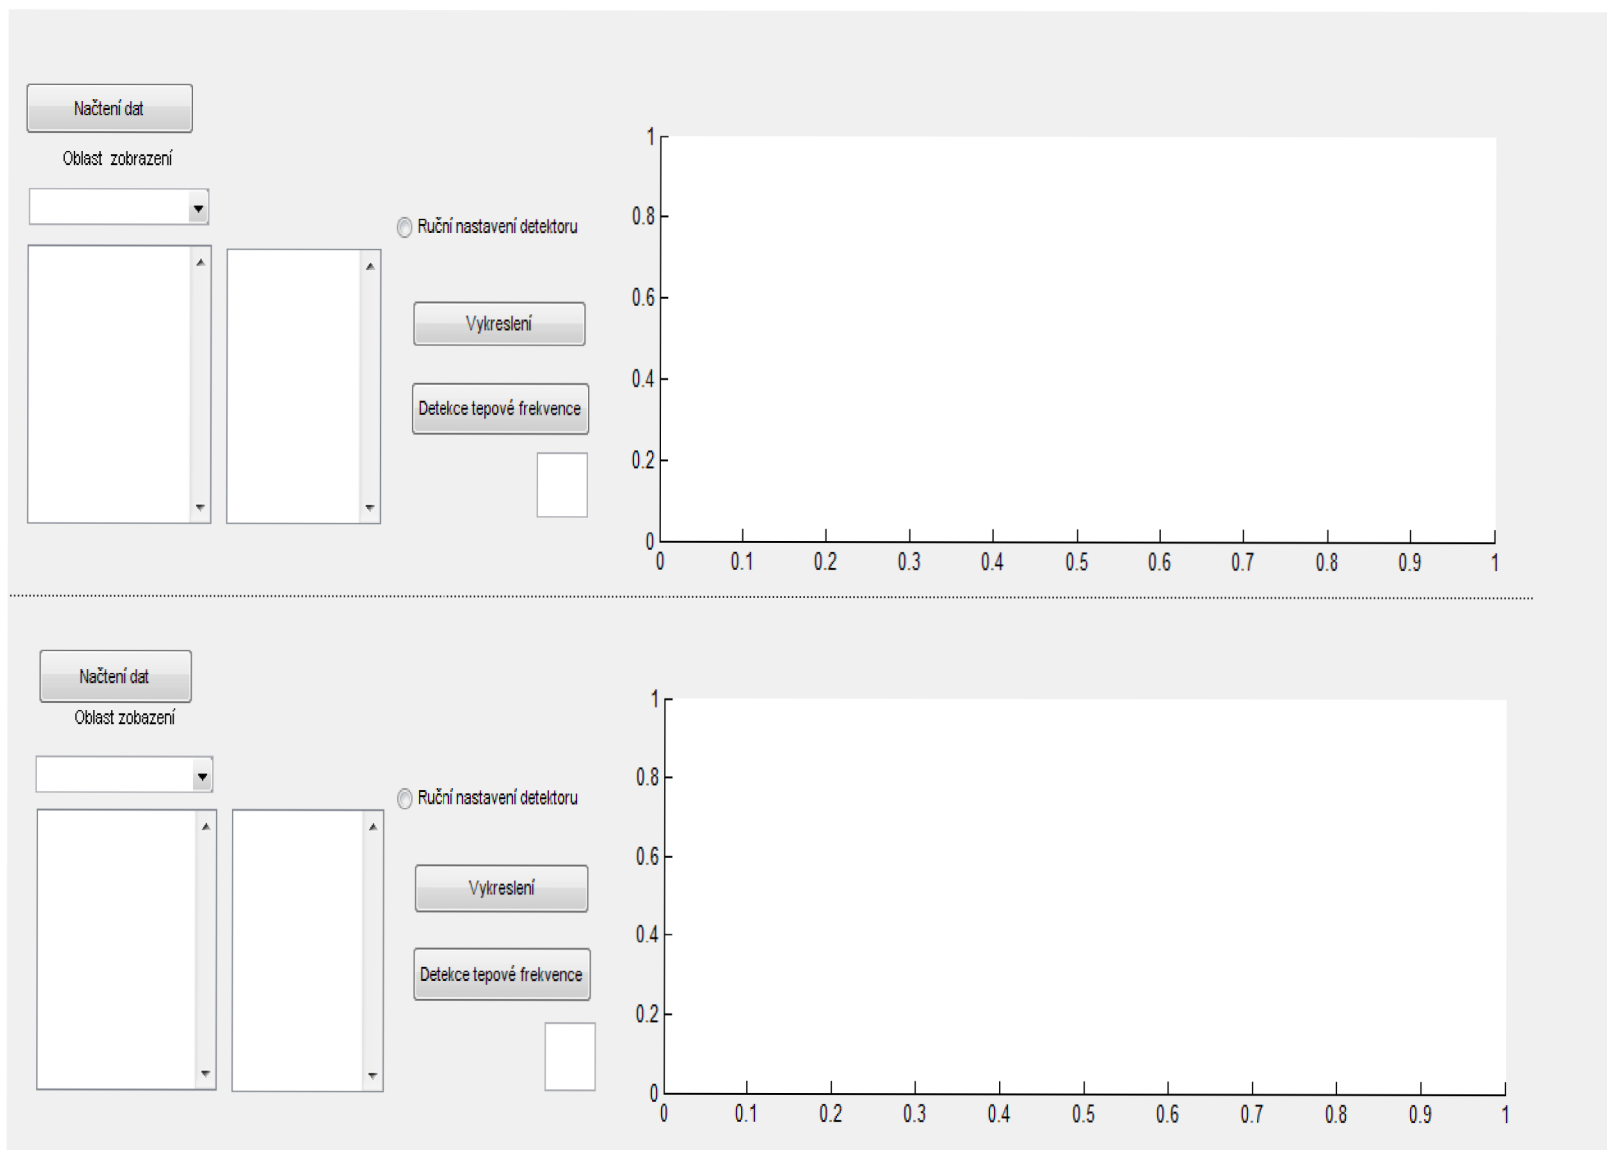 Načtení dat
Oblast zobrazení
Ruční nastavení detektoru
Vykreslení
Detekce tepové frekvence
1
0.8
0.6
0.4
0.2
0
0 0.1 0.2 0.3 0.4 0.5 0.6 0.7 0.8 0.9 1
Načtení dat
Oblast zobazení
Ruční nastavení detektoru
Vykreslení
Detekce tepové frekvence
1
0.8
0.6
0.4
0.2
0
0 0.1 0.2 0.3 0.4 0.5 0.6 0.7 0.8 0.9 1